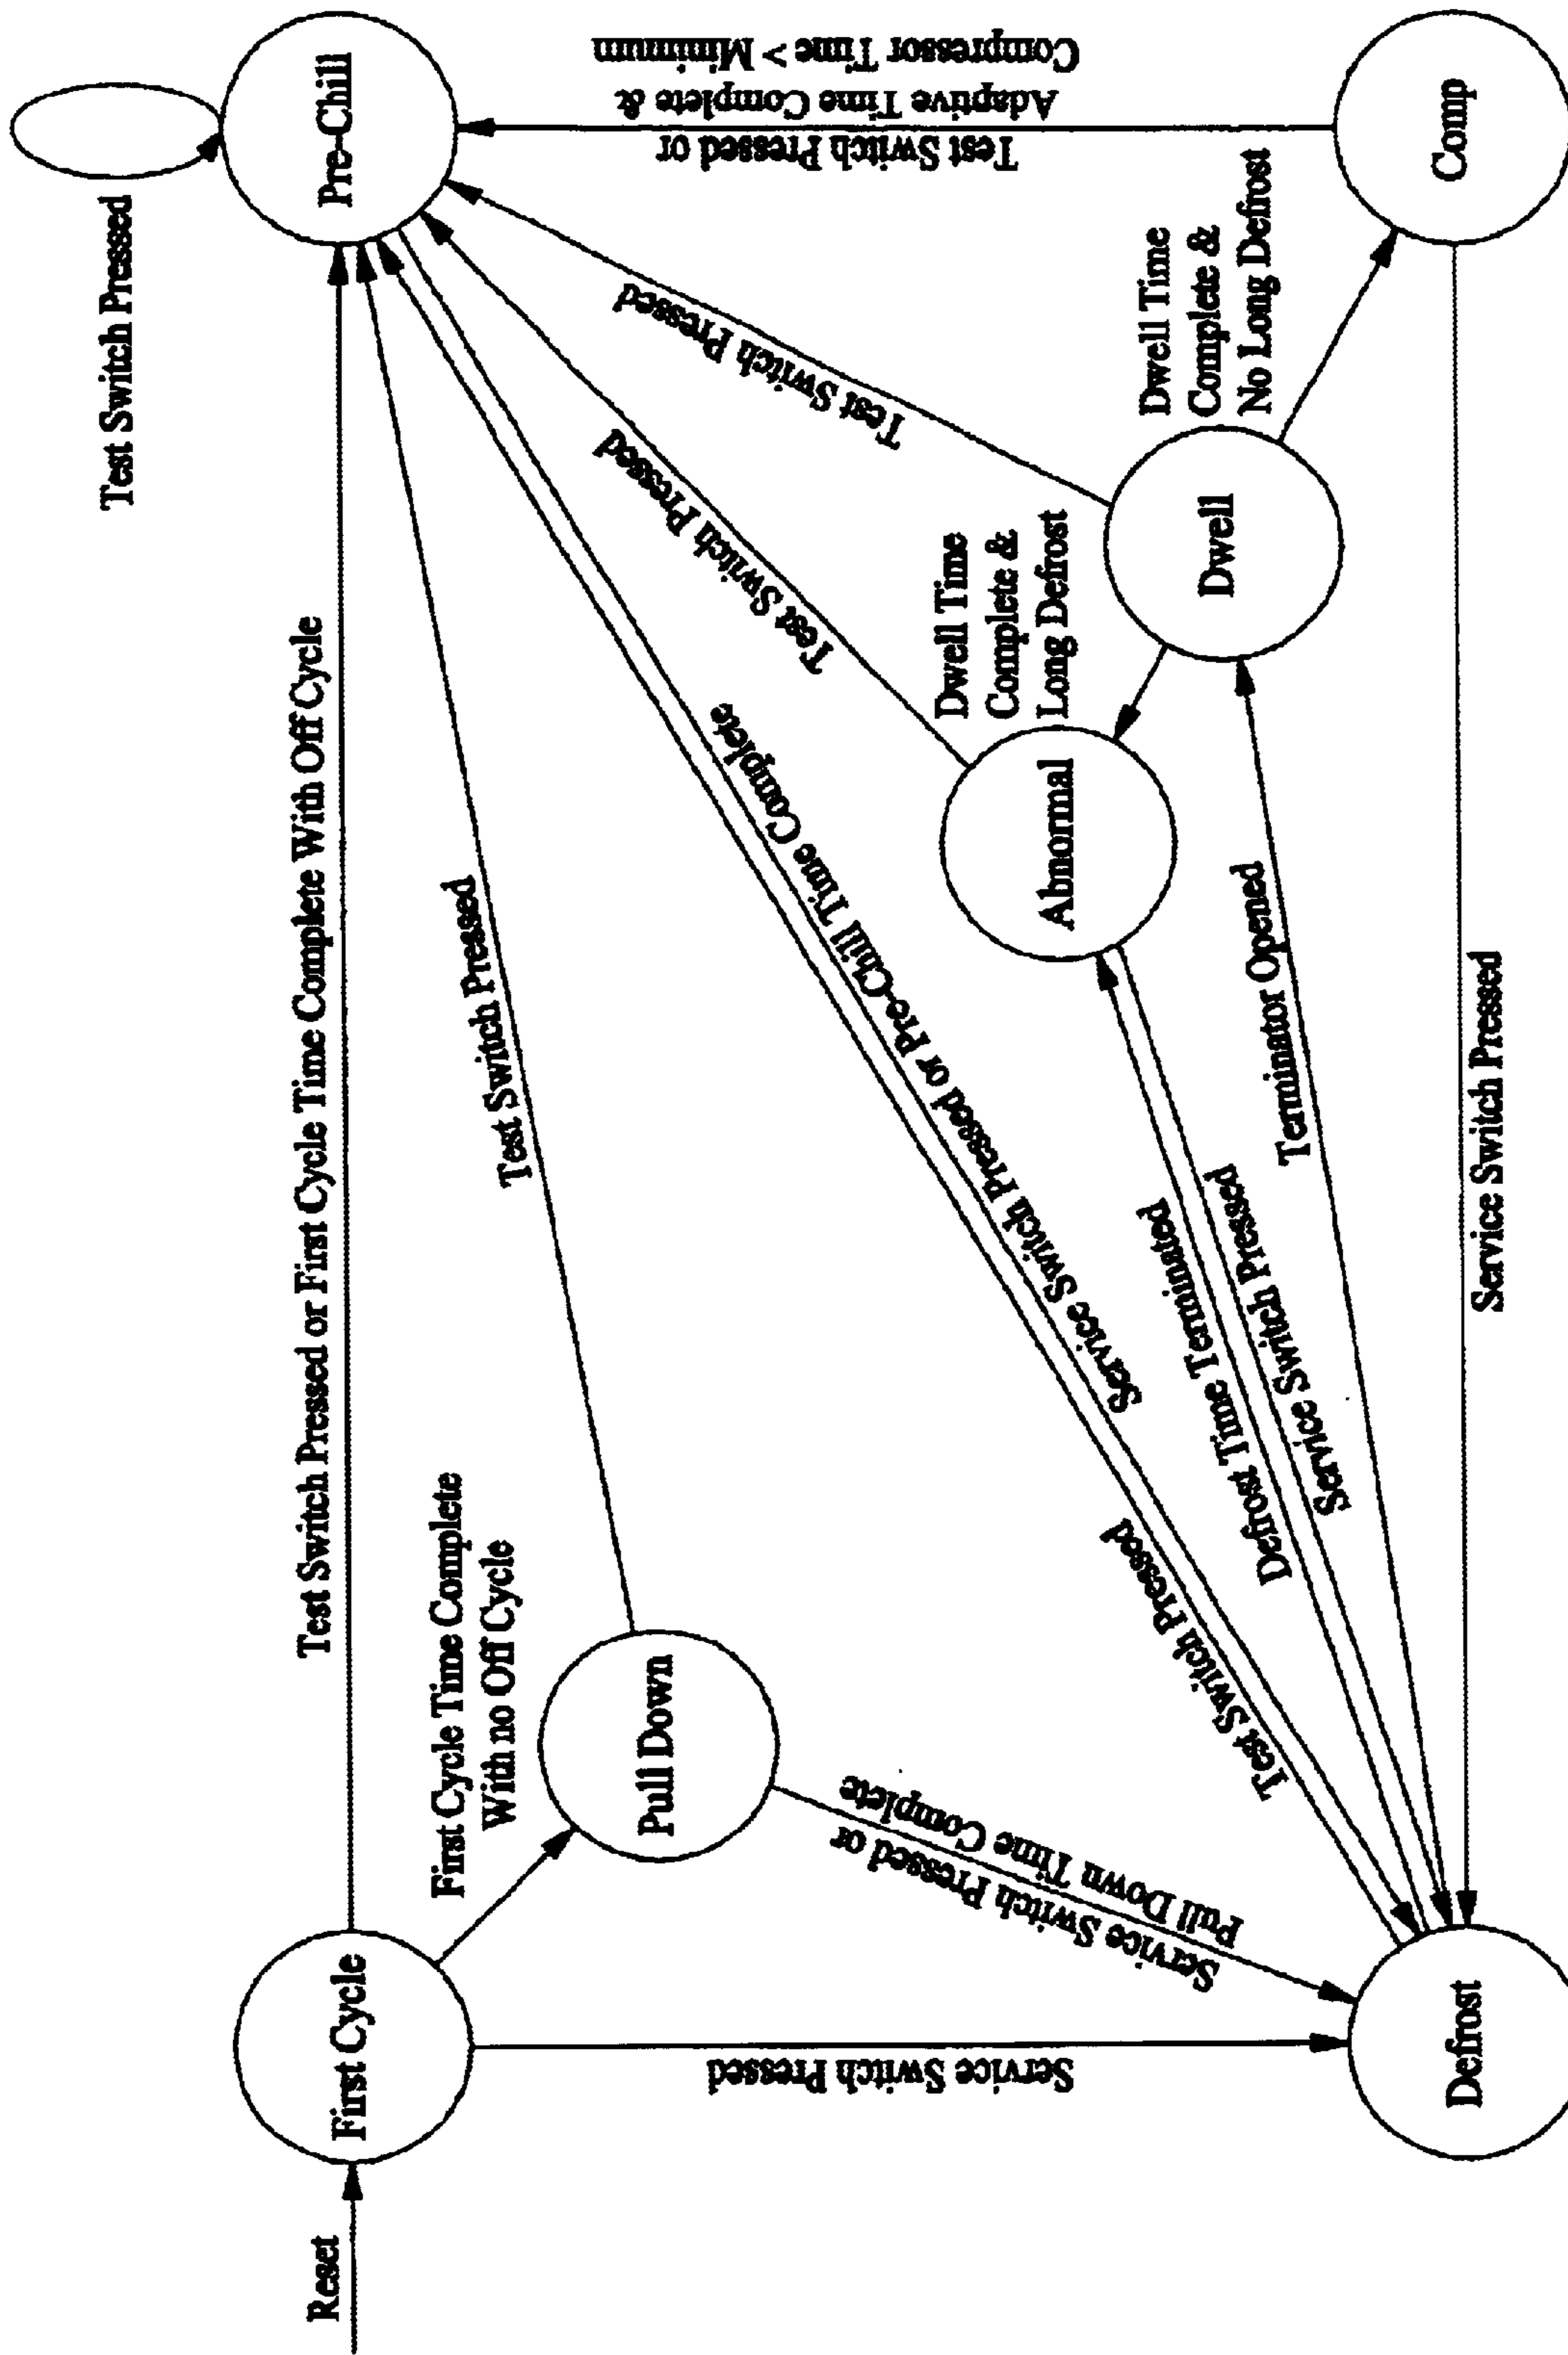 Reset
First Cycle
Test Switch Pressed or First Cycle Time Complete With Off Cycle
Pre-Chill
Test Switch Pressed
First Cycle Time Complete
With no Off Cycle
Pull Down
Test Switch Pressed
Service Switch Pressed
Service Switch Pressed or
Pull Down Time Complete
Test Switch Pressed
Service Switch Pressed or Pre-Chill Time Complete
Defrost Time Terminated
Service Switch Pressed
Terminator Opened
Abnormal
Test Switch Pressed
Dwell Time
Complete &
Long Defrost
Dwell
Test Switch Pressed
Dwell Time
Complete &
No Long Defrost
Test Switch Pressed or
Adaptive Time Complete &
Compressor Time > Minimum
Comp
Service Switch Pressed
Defrost